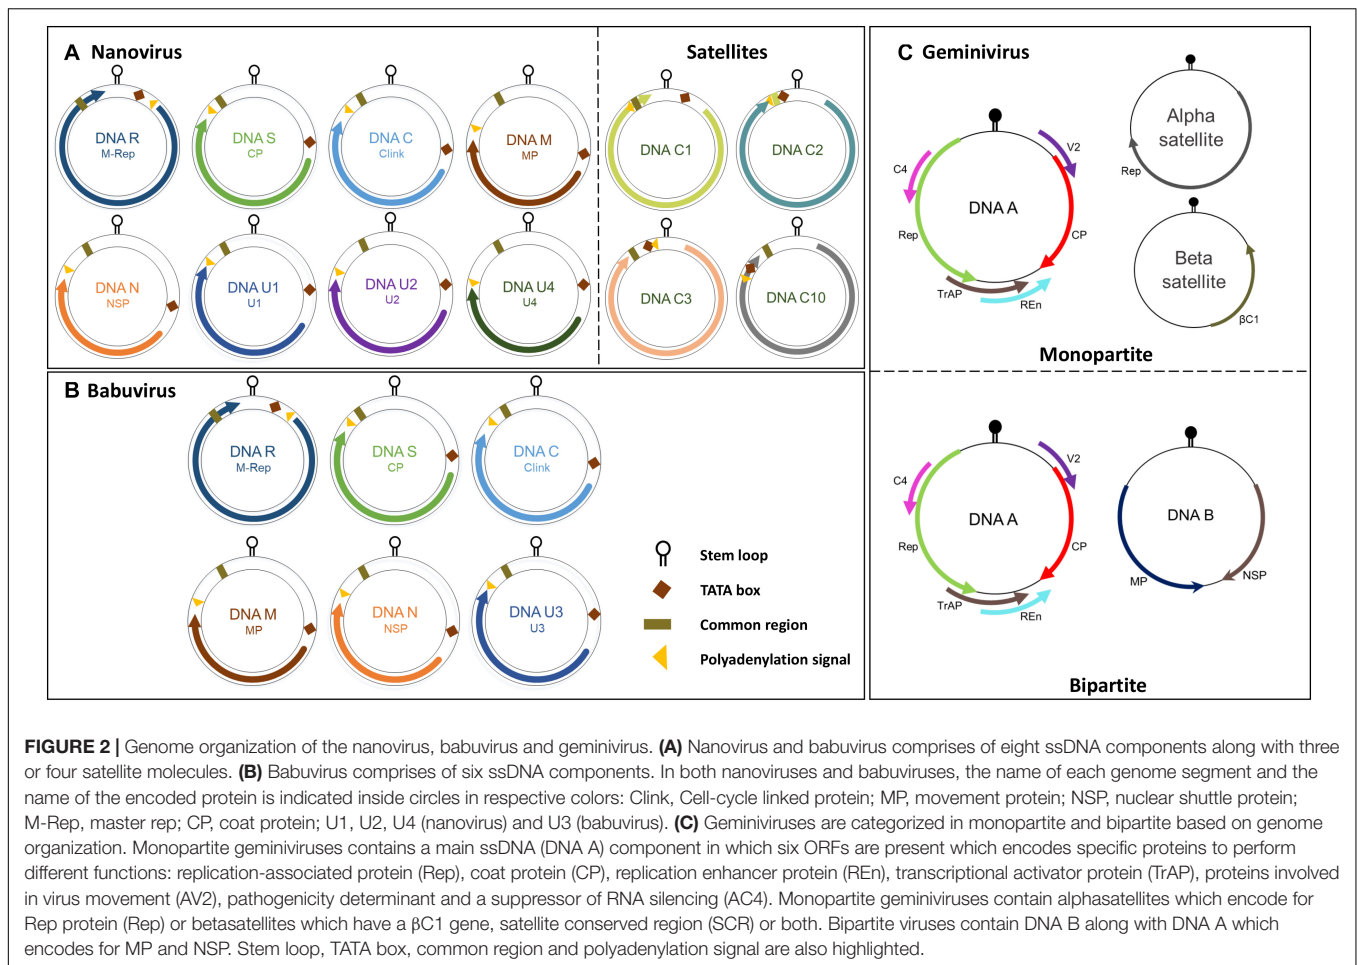 A Nanovirus
Satellites
DNA R
M-Rep
DNA S
CP
DNA C
Clink
DNA M
MP
DNA C1
DNA C2
DNA N
NSP
DNA U1
U1
DNA U2
U2
DNA U4
U4
DNA C3
DNA C10
B Babuvirus
DNA R
M-Rep
DNA S
CP
DNA C
Clink
DNA M
MP
DNA N
NSP
DNA U3
U3
Stem loop
TATA box
Common region
Polyadenylation signal
C Geminivirus
V2
C4
DNA A
Rep
CP
TrAP
REn
Alpha
satellite
Rep
Beta
satellite
βC1
Monopartite
V2
C4
DNA A
Rep
CP
TrAP
REn
DNA B
MP
NSP
Bipartite
FIGURE 2 | Genome organization of the nanovirus, babuvirus and geminivirus. (A) Nanovirus and babuvirus comprises of eight ssDNA components along with three
or four satellite molecules. (B) Babuvirus comprises of six ssDNA components. In both nanoviruses and babuviruses, the name of each genome segment and the
name of the encoded protein is indicated inside circles in respective colors: Clink, Cell-cycle linked protein; MP, movement protein; NSP, nuclear shuttle protein;
M-Rep, master rep; CP, coat protein; U1, U2, U4 (nanovirus) and U3 (babuvirus). (C) Geminiviruses are categorized in monopartite and bipartite based on genome
organization. Monopartite geminiviruses contains a main ssDNA (DNA A) component in which six ORFs are present which encodes specific proteins to perform
different functions: replication-associated protein (Rep), coat protein (CP), replication enhancer protein (REn), transcriptional activator protein (TrAP), proteins involved
in virus movement (AV2), pathogenicity determinant and a suppressor of RNA silencing (AC4). Monopartite geminiviruses contain alphasatellites which encode for
Rep protein (Rep) or betasatellites which have a βC1 gene, satellite conserved region (SCR) or both. Bipartite viruses contain DNA B along with DNA A which
encodes for MP and NSP. Stem loop, TATA box, common region and polyadenylation signal are also highlighted.